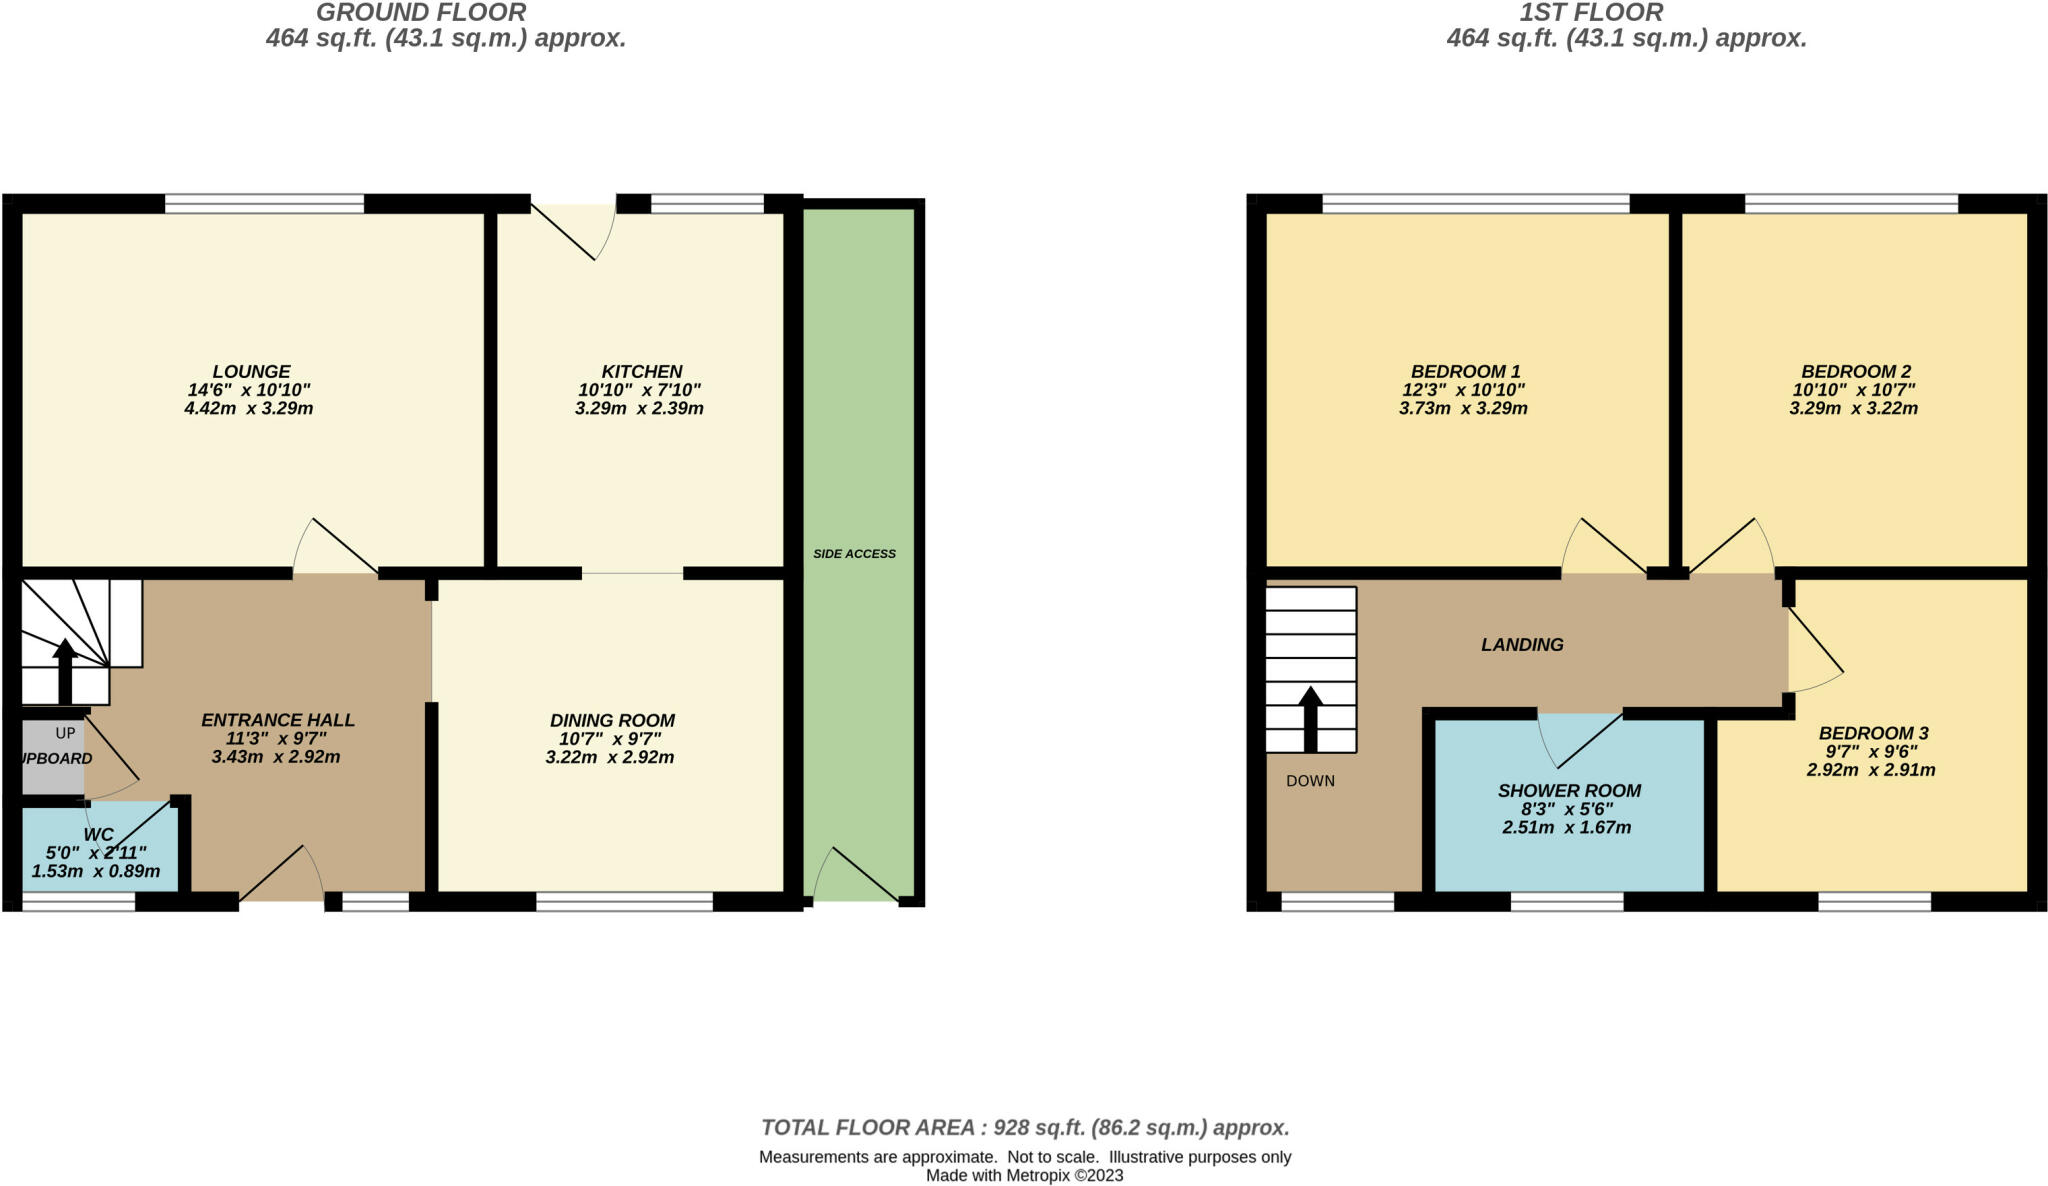 GROUND FLOOR
464 sq.ft. (43.1 sq.m.) approx.
1ST FLOOR
464 sq.ft. (43.1 sq.m.) approx.
LOUNGE
14'6" x 10'10"
4.42m x 3.29m
KITCHEN
10'10" x 7'10"
3.29m x 2.39m
SIDE ACCESS
ENTRANCE HALL
11'3" x 9'7"
3.43m x 2.92m
DINING ROOM
10'7" x 9'7"
3.22m x 2.92m
UP
UPBOARD
WC
5'0" x 2'11"
1.53m x 0.89m
BEDROOM 1
12'3" x 10'10"
3.73m x 3.29m
BEDROOM 2
10'10" x 10'7"
3.29m x 3.22m
LANDING
DOWN
SHOWER ROOM
8'3" x 5'6"
2.51m x 1.67m
BEDROOM 3
9'7" x 9'6"
2.92m x 2.91m
TOTAL FLOOR AREA : 928 sq.ft. (86.2 sq.m.) approx.
Measurements are approximate. Not to scale. Illustrative purposes only
Made with Metropix ©2023